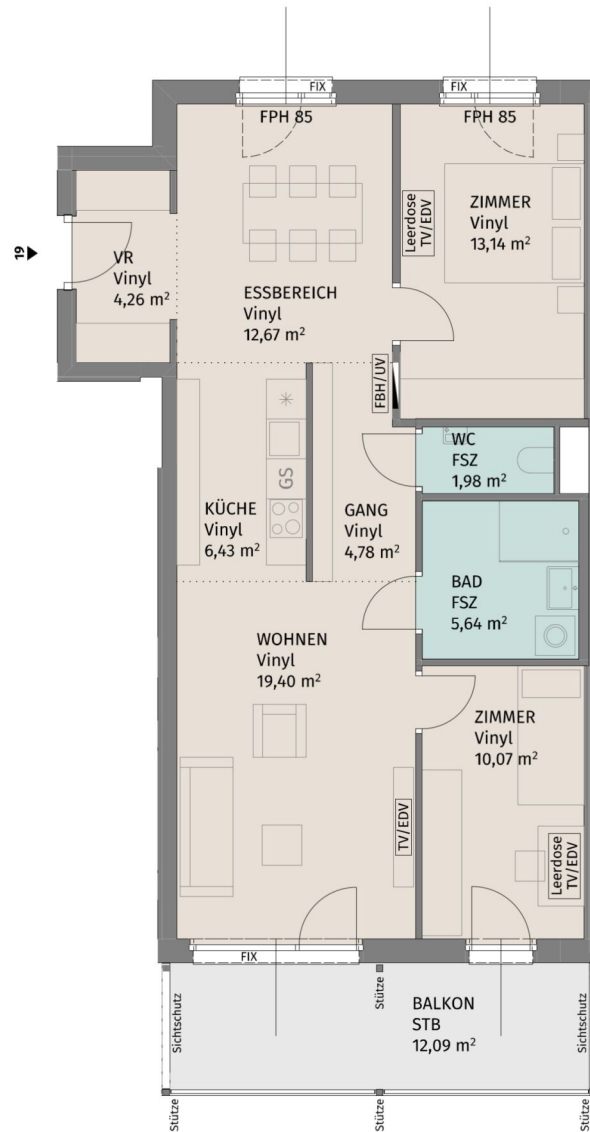 FIX
FIX
FPH 85
FPH 85
ZIMMER
Vinyl
13,14 m²
Leerdose
TV/EDV
19
VR
Vinyl
4,26 m²
ESSBEREICH
Vinyl
12,67 m²
FBH/UV
WC
FSZ
1,98 m²
GS
KÜCHE
Vinyl
6,43 m²
GANG
Vinyl
4,78 m²
BAD
FSZ
5,64 m²
WOHNEN
Vinyl
19,40 m²
ZIMMER
Vinyl
10,07 m²
TV/EDV
Leerdose
TV/EDV
FIX
Sichtschutz
Stütze
BALKON
STB
12,09 m²
Sichtschutz
Stütze
Stütze
Stütze